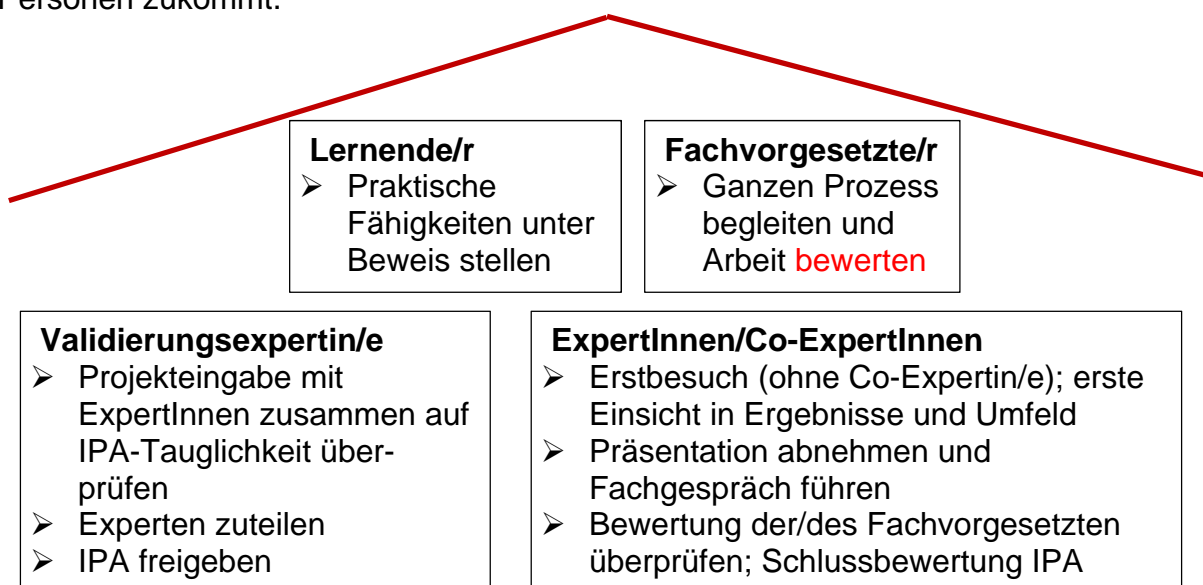 Personen zukommt.
Lernende/r
➢ Praktische
Fähigkeiten unter
Beweis stellen
Fachvorgesetzte/r
➢ Ganzen Prozess
begleiten und
Arbeit bewerten
Validierungsexpertin/e
➢ Projekteingabe mit
ExpertInnen zusammen auf
IPA-Tauglichkeit über-
prüfen
➢ Experten zuteilen
➢ IPA freigeben
ExpertInnen/Co-ExpertInnen
➢ Erstbesuch (ohne Co-Expertin/e); erste
Einsicht in Ergebnisse und Umfeld
➢ Präsentation abnehmen und
Fachgespräch führen
➢ Bewertung der/des Fachvorgesetzten
überprüfen; Schlussbewertung IPA